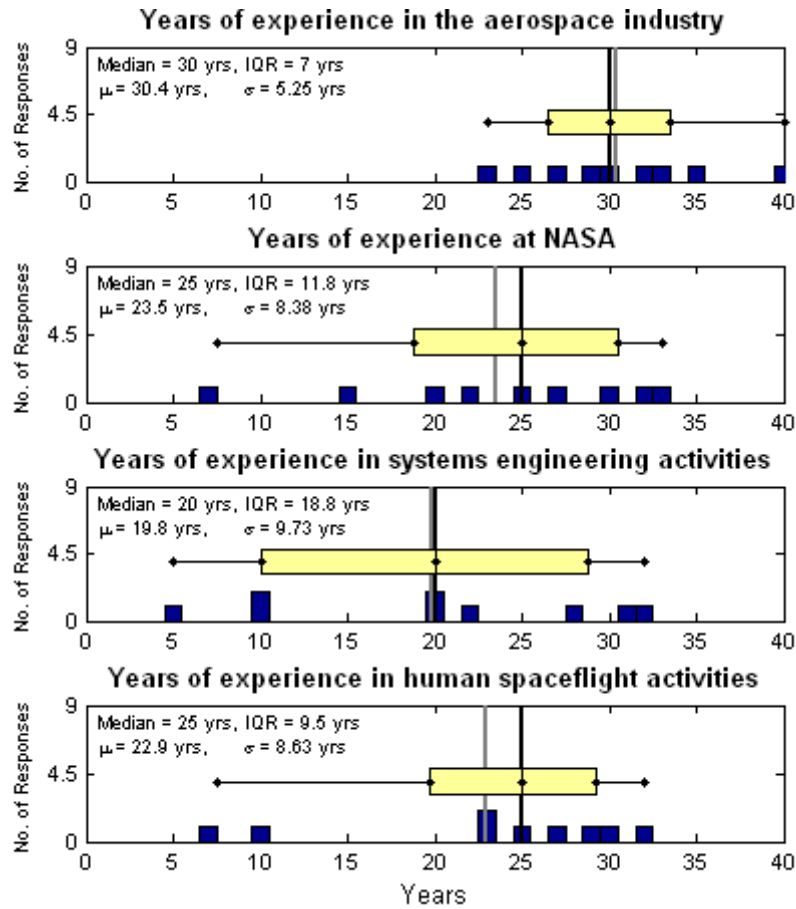 Years of experience in the aerospace industry
9
4.5
0
No. of Responses
Median = 30 yrs, IQR = 7 yrs
μ = 30.4 yrs, σ = 5.25 yrs
0 5 10 15 20 25 30 35 40
Years of experience at NASA
9
4.5
0
No. of Responses
Median = 25 yrs, IQR = 11.8 yrs
μ = 23.5 yrs, σ = 8.38 yrs
0 5 10 15 20 25 30 35 40
Years of experience in systems engineering activities
9
4.5
0
No. of Responses
Median = 20 yrs, IQR = 18.8 yrs
μ = 19.8 yrs, σ = 9.73 yrs
0 5 10 15 20 25 30 35 40
Years of experience in human spaceflight activities
9
4.5
0
No. of Responses
Median = 25 yrs, IQR = 9.5 yrs
μ = 22.9 yrs, σ = 8.63 yrs
0 5 10 15 20 25 30 35 40
Years